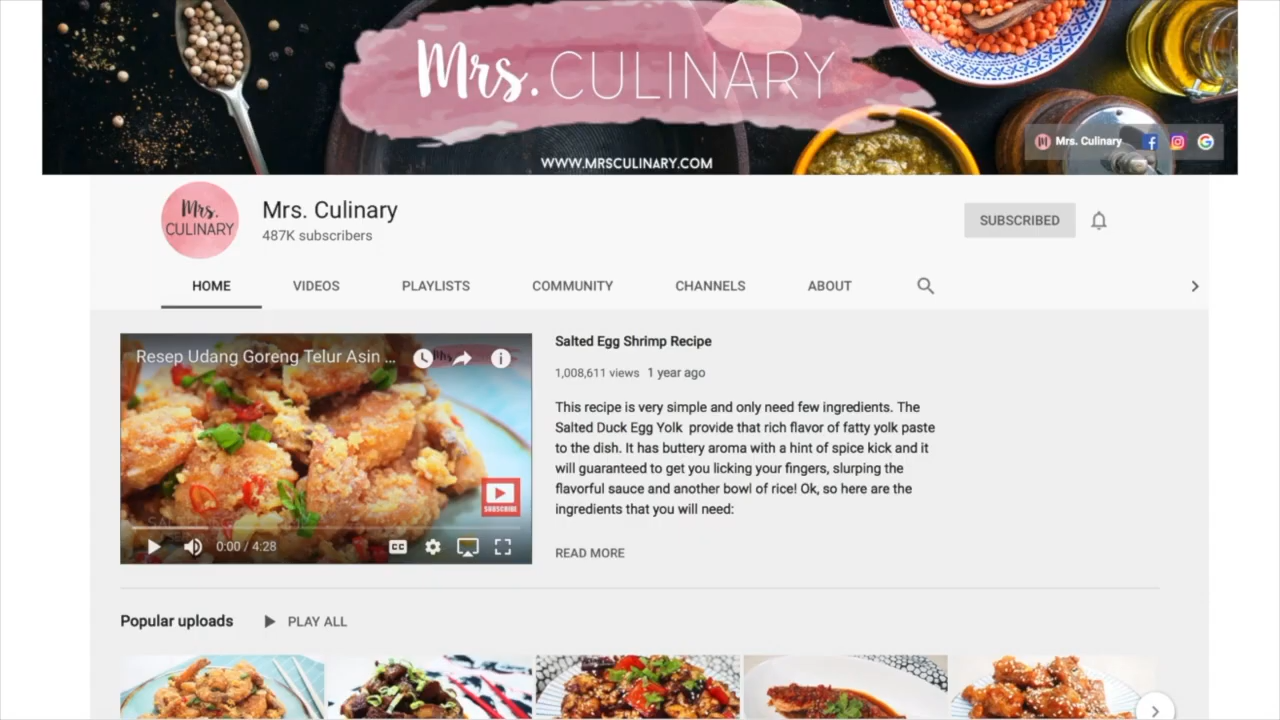 Mrs. CULINARY
WWW.MRSCULINARY.COM
Mrs. Culinary
Mrs.
CULINARY
Mrs. Culinary
487K subscribers
SUBSCRIBED
HOME VIDEOS PLAYLISTS COMMUNITY CHANNELS ABOUT
Resep Udang Goreng Telur Asin ...
Mrs.
SUBSCRIBE
0:00 / 4:28
CC
Salted Egg Shrimp Recipe
1,008,611 views 1 year ago
This recipe is very simple and only need few ingredients. The
Salted Duck Egg Yolk provide that rich flavor of fatty yolk paste
to the dish. It has buttery aroma with a hint of spice kick and it
will guaranteed to get you licking your fingers, slurping the
flavorful sauce and another bowl of rice! Ok, so here are the
ingredients that you will need:
READ MORE
Popular uploads PLAY ALL